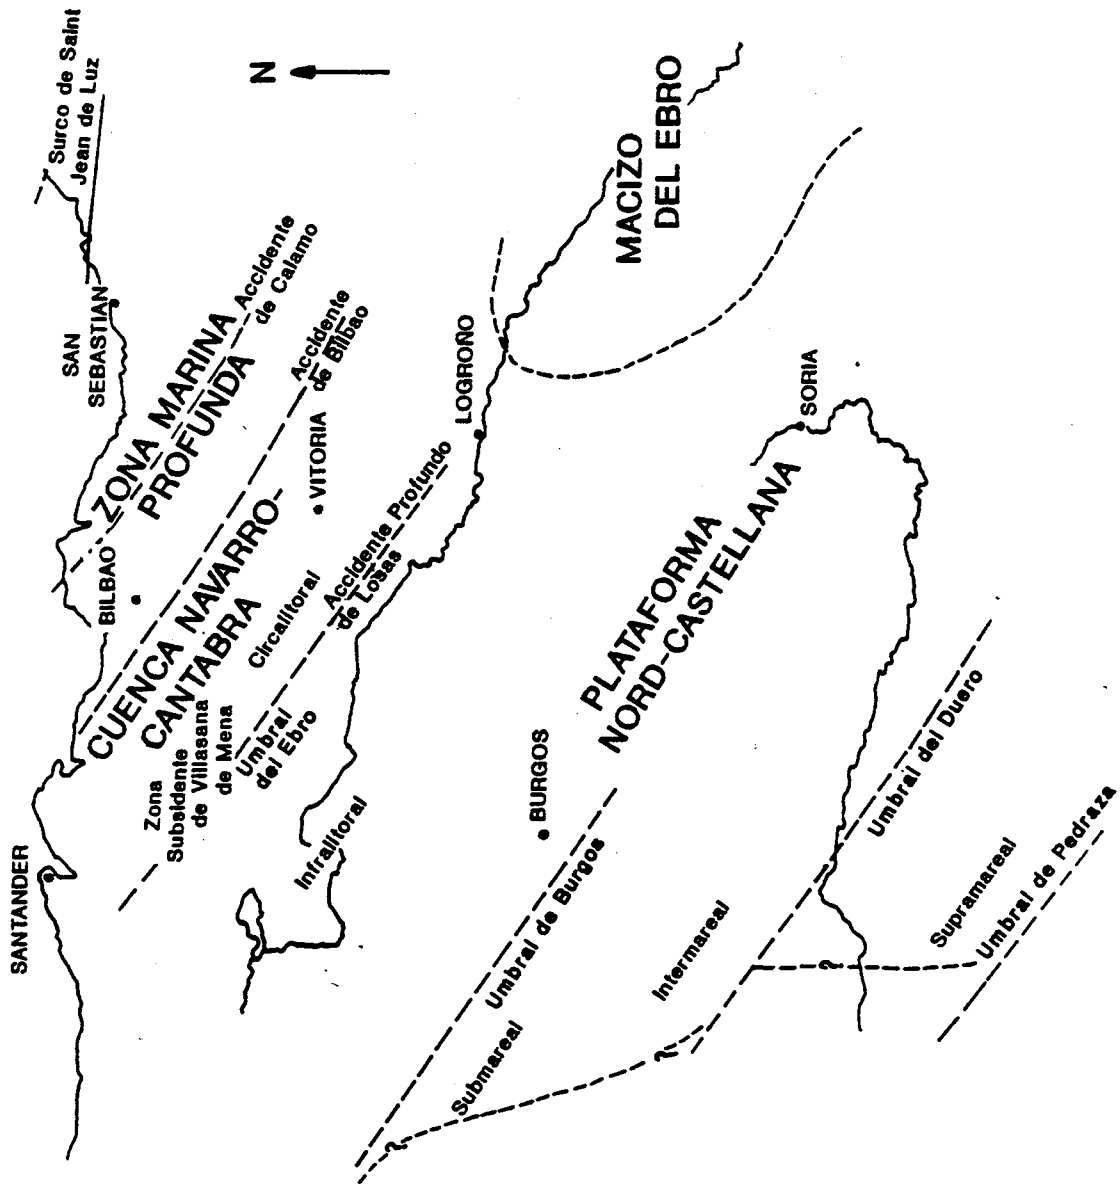 SANTANDER
BILBAO
SAN
SEBASTIAN
Surco de Saint
Jean de Luz
N
ZONA MARINA
PROFUNDA
Accidente
de Calamo
CUENCA NAVARRO-
CANTABRA
Accidente
de Bilbao
Zona
Subsidente
de Villasana
de Mena
Circalitoral
VITORIA
Umbral
del Ebro
Accidente Profundo
de Losas
Infralitoral
LOGROÑO
MACIZO
DEL EBRO
BURGOS
Umbral de Burgos
PLATAFORMA
NORD-CASTELLANA
SORIA
Submareal
?
Intermareal
?
Umbral del Duero
?
Supramareal
Umbral de Pedraza